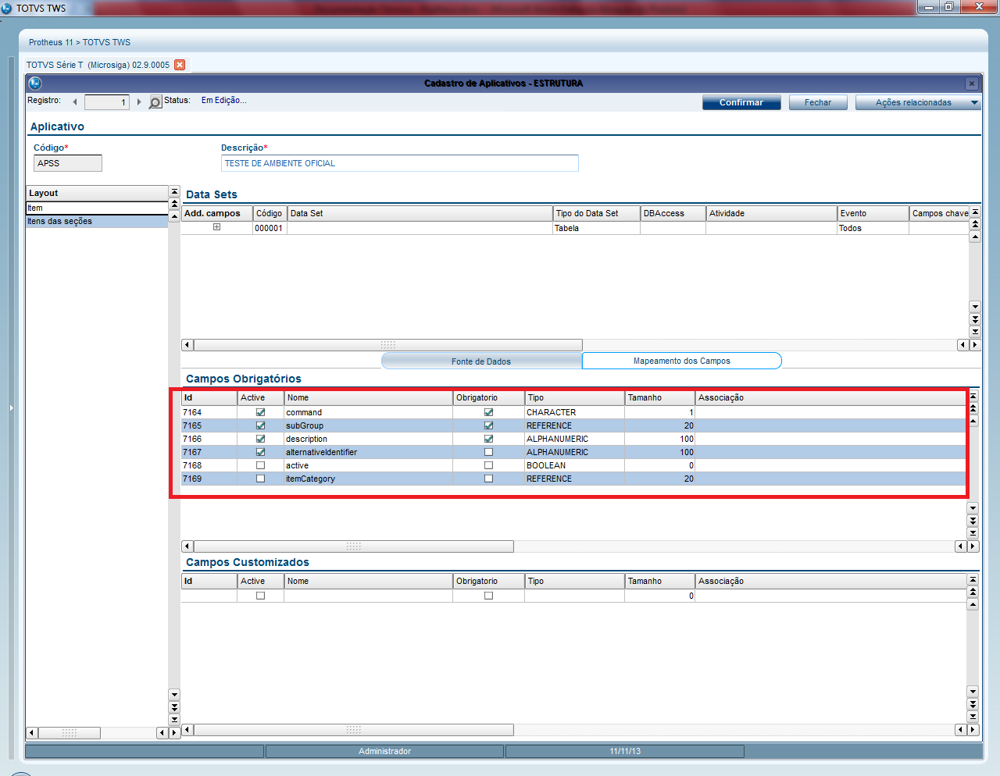 TOTVS TWS
Protheus 11 > TOTVS TWS
TOTVS Série T (Microsiga) 02.9.0005
Cadastro de Aplicativos - ESTRUTURA
Registro: 1 Status: Em Edição... Confirmar Fechar Ações relacionadas
Aplicativo
Código* Descrição*
APSS TESTE DE AMBIENTE OFICIAL
Layout
Item
Itens das seções
Data Sets
Add. campos Código Data Set Tipo do Data Set DBAccess Atividade Evento Campos chave
000001 Tabela Todos
Fonte de Dados Mapeamento dos Campos
Campos Obrigatórios
Id Active Nome Obrigatorio Tipo Tamanho Associação
7164 command CHARACTER 1
7165 subGroup REFERENCE 20
7166 description ALPHANUMERIC 100
7167 alternativeIdentifier ALPHANUMERIC 100
7168 active BOOLEAN 0
7169 itemCategory REFERENCE 20
Campos Customizados
Id Active Nome Obrigatorio Tipo Tamanho Associação
0
Administrador 11/11/13